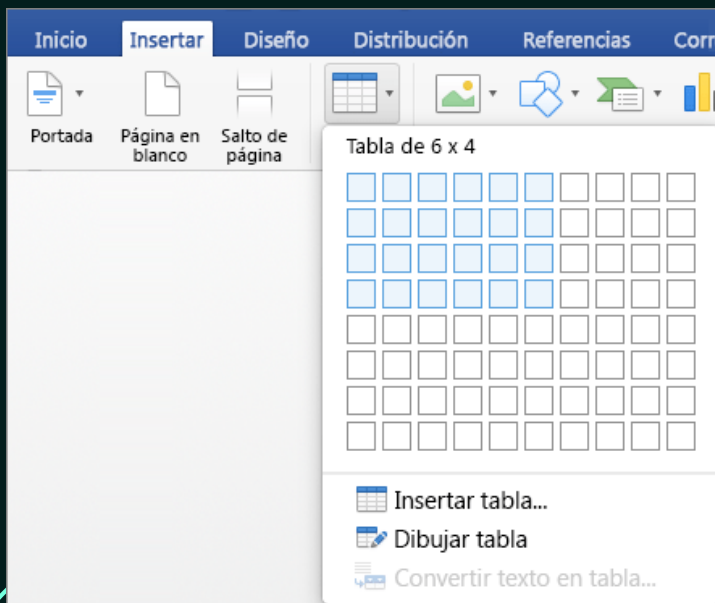 Inicio Insertar Diseño Distribución Referencias
Portada Página en blanco Salto de página
Tabla de 6 x 4
Insertar tabla...
Dibujar tabla
Convertir texto en tabla...